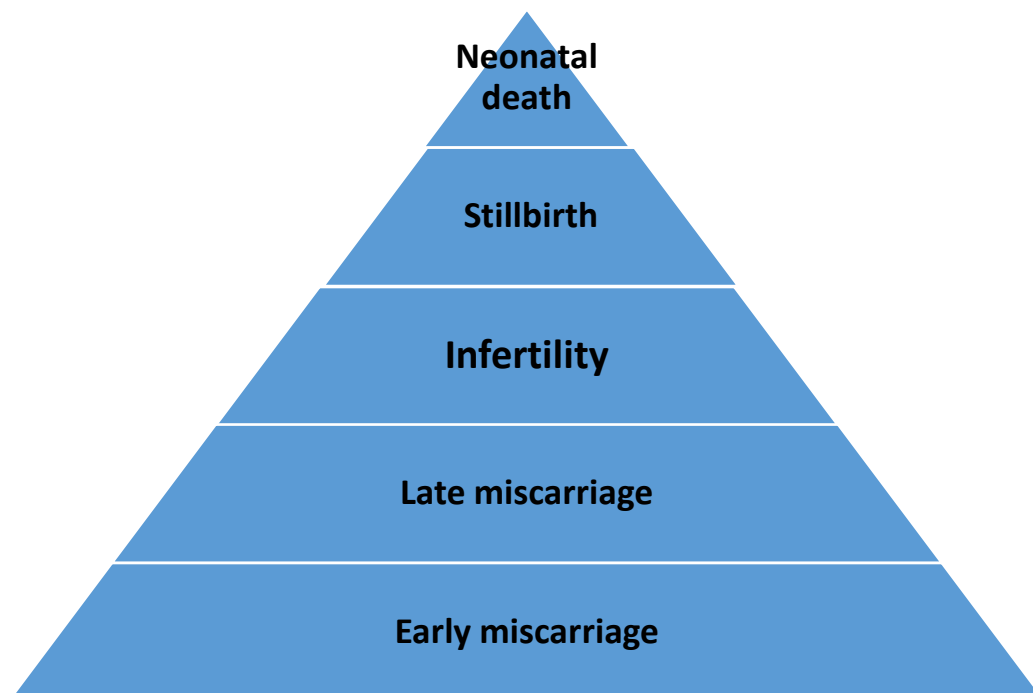 Neonatal
death
Stillbirth
Infertility
Late miscarriage
Early miscarriage